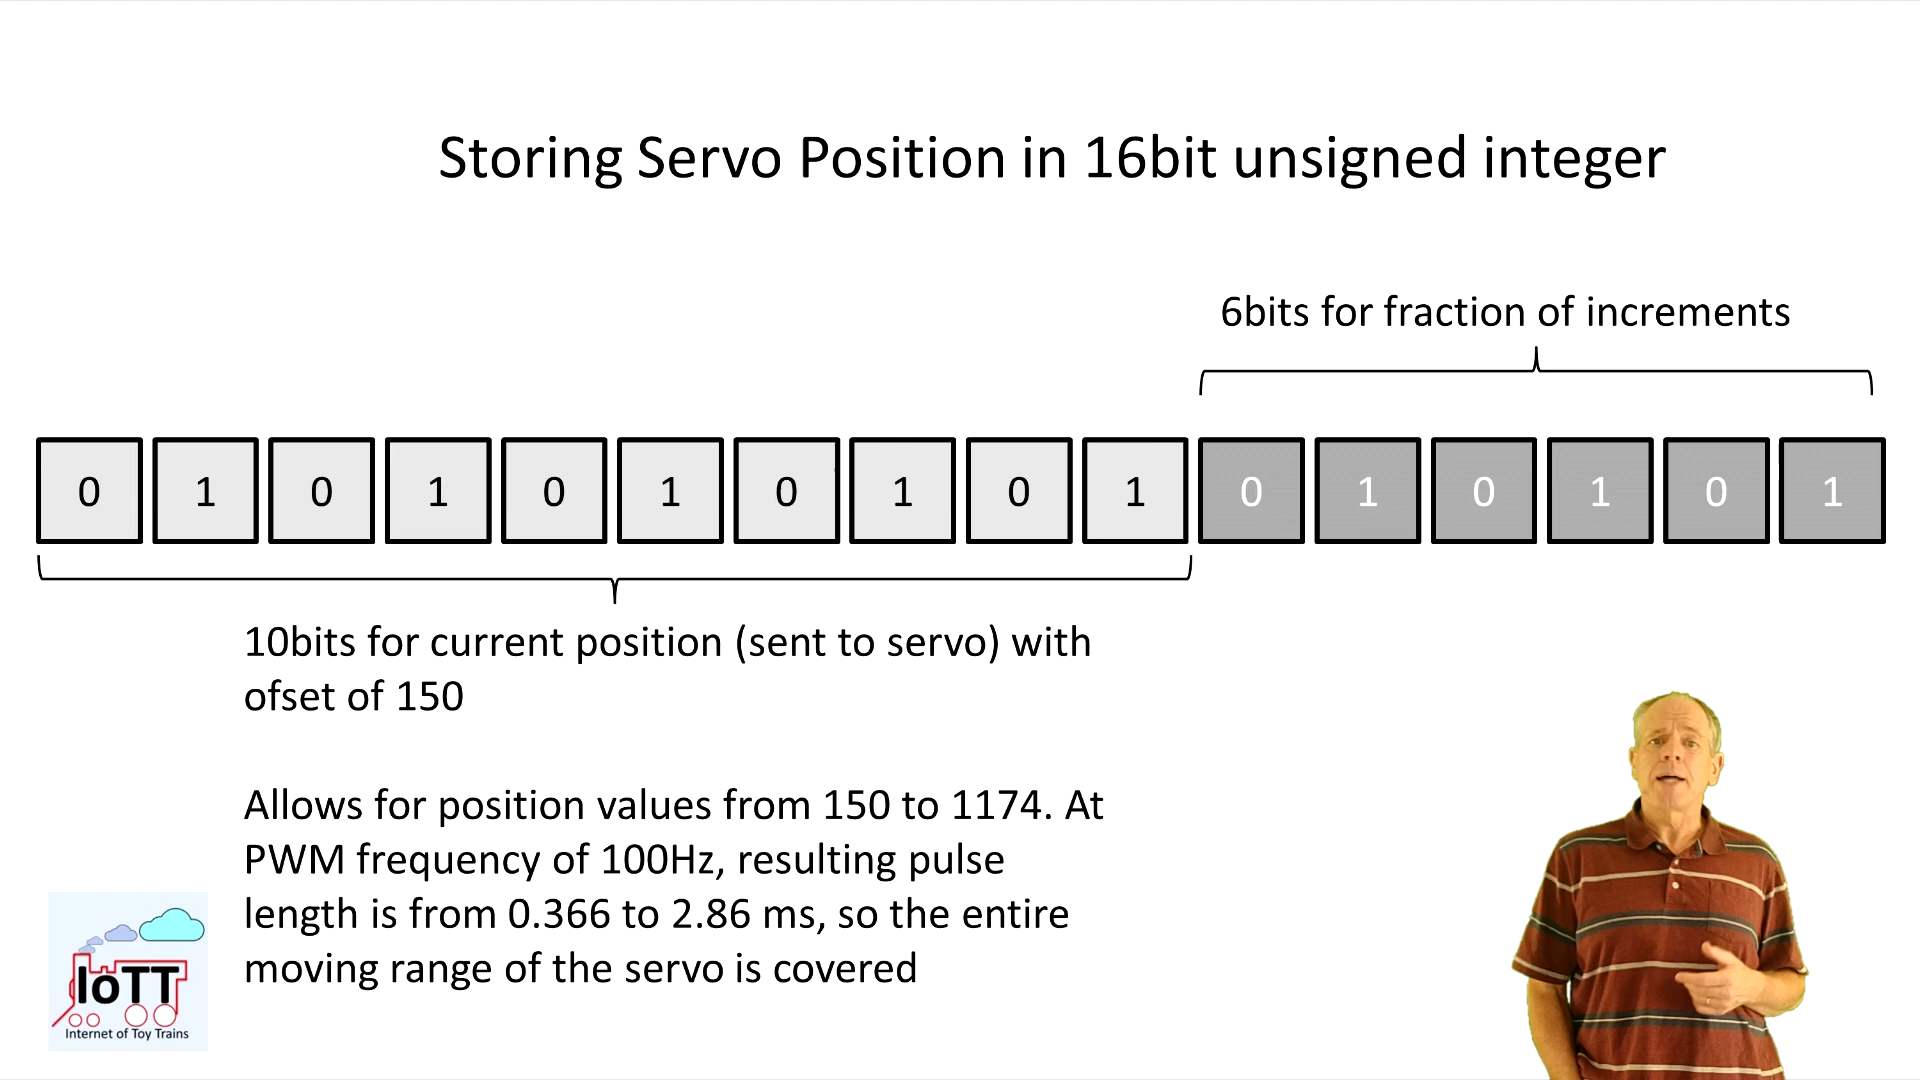 Storing Servo Position in 16bit unsigned integer
6bits for fraction of increments
0 1 0 1 0 1 0 1 0 1 0 1 0 1 0 1
10bits for current position (sent to servo) with
ofset of 150
Allows for position values from 150 to 1174. At
PWM frequency of 100Hz, resulting pulse
length is from 0.366 to 2.86 ms, so the entire
moving range of the servo is covered
IoTT
Internet of Toy Trains